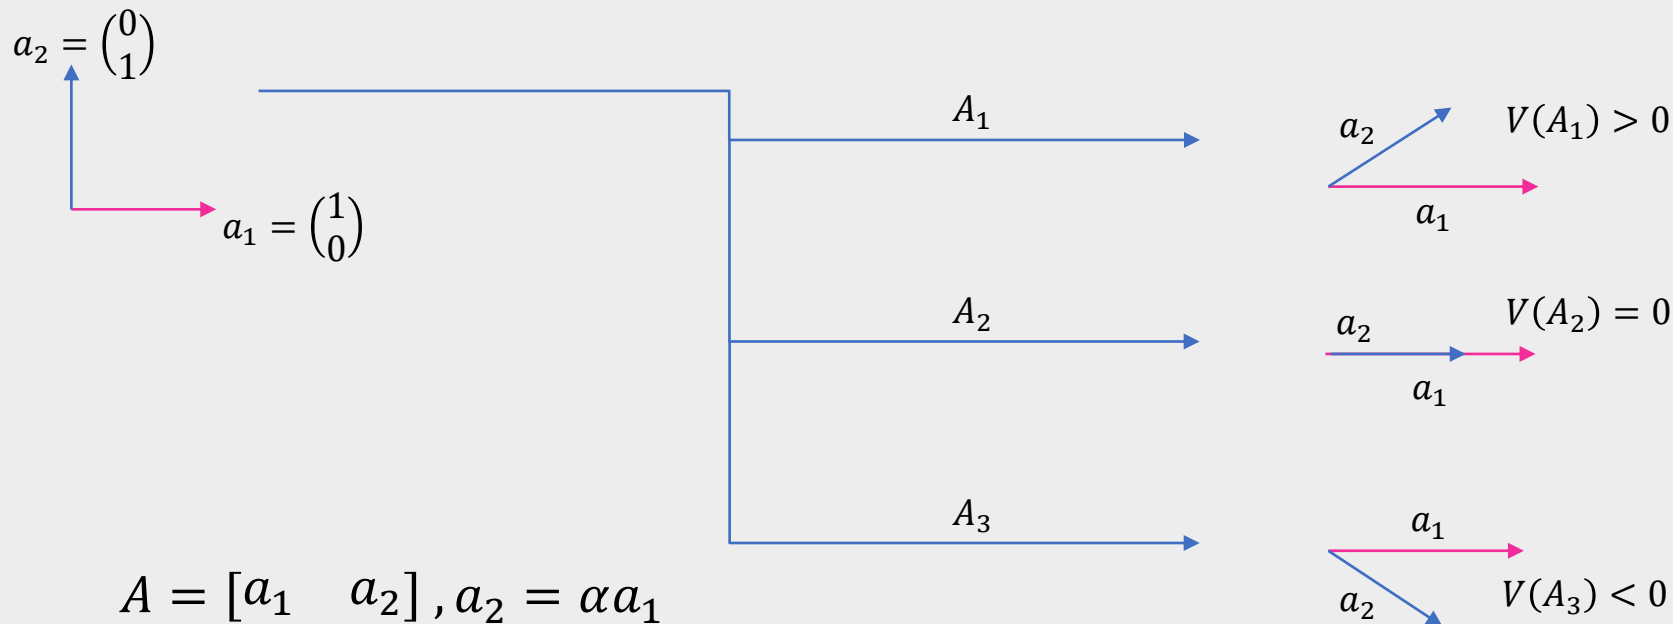 a₂ = (0 1)
a₁ = (1 0)
A₁
a₂
a₁
V(A₁) > 0
A₂
a₂
a₁
V(A₂) = 0
A₃
a₁
a₂
V(A₃) < 0
A = [a₁ a₂] , a₂ = αa₁